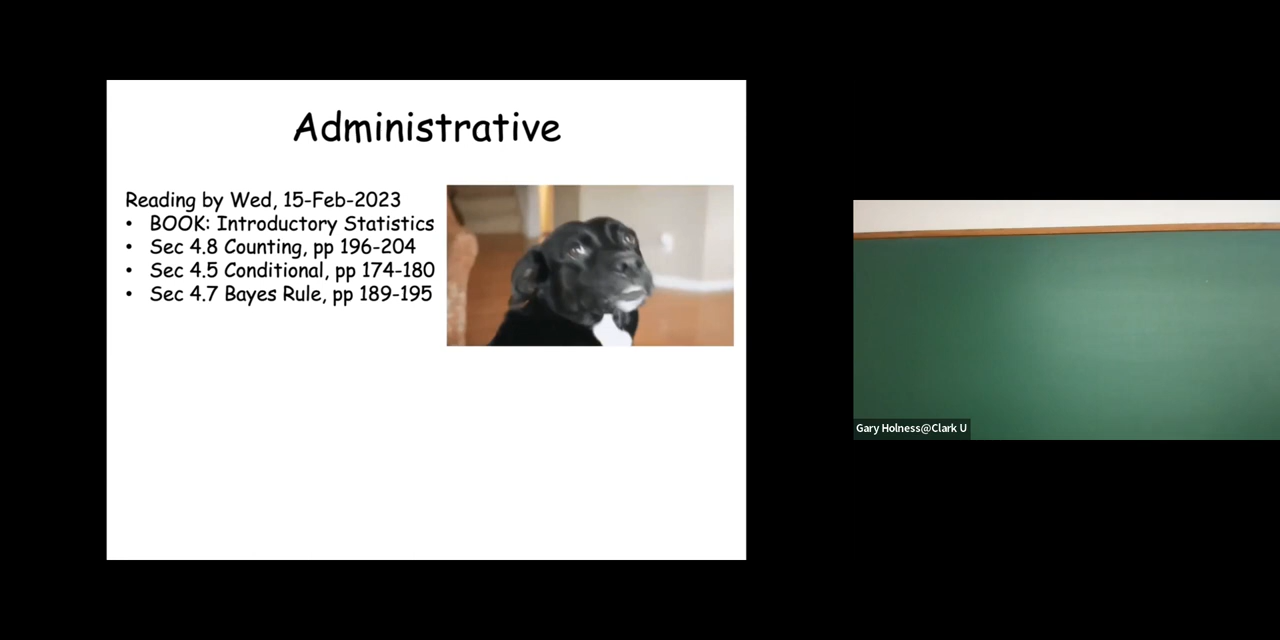 Administrative
Reading by Wed, 15-Feb-2023
• BOOK: Introductory Statistics
• Sec 4.8 Counting, pp 196-204
• Sec 4.5 Conditional, pp 174-180
• Sec 4.7 Bayes Rule, pp 189-195
Gary Holness@Clark U